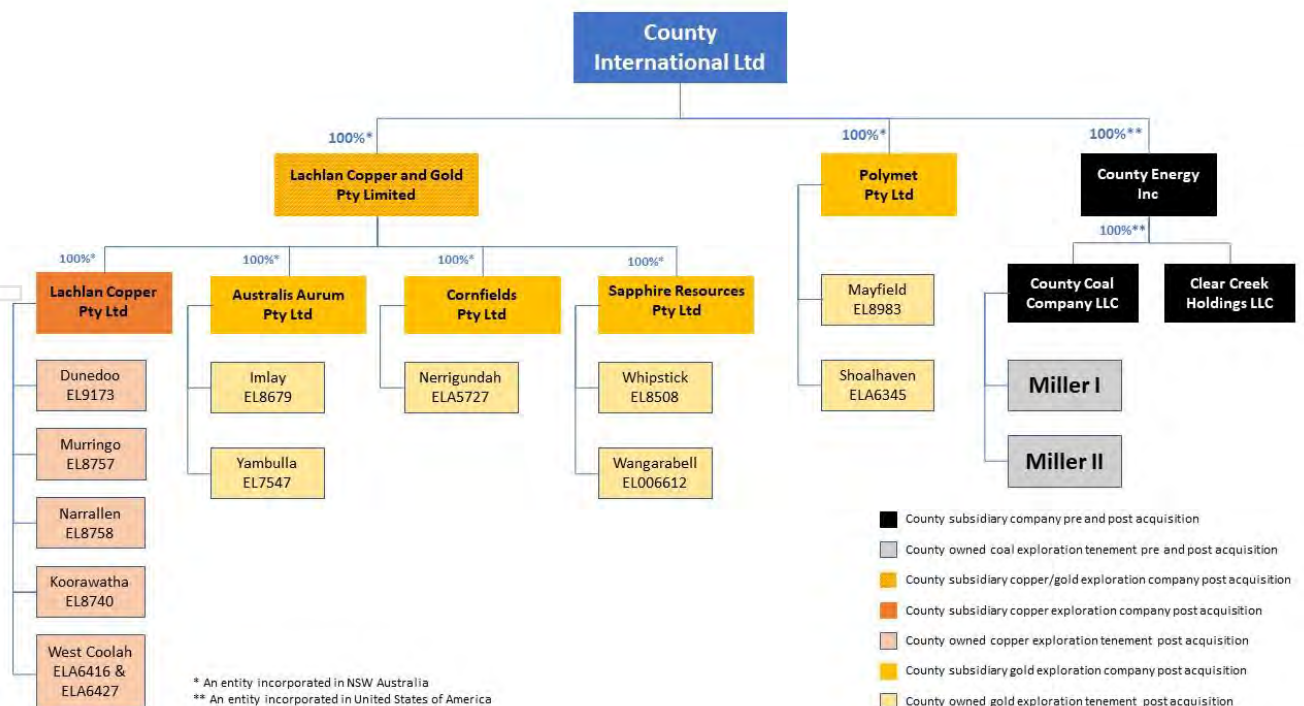 County
International Ltd
100%*
100%*
100%**
Lachlan Copper and Gold
Pty Limited
Polymet
Pty Ltd
County Energy
Inc
100%*
100%*
100%*
100%*
100%**
Lachlan Copper
Pty Ltd
Australis Aurum
Pty Ltd
Cornfields
Pty Ltd
Sapphire Resources
Pty Ltd
Mayfield
EL8983
County Coal
Company LLC
Clear Creek
Holdings LLC
Dunedoo
EL9173
Imlay
EL8679
Nerrigundah
ELA5727
Whipstick
EL8508
Shoalhaven
ELA6345
Miller I
Murringo
EL8757
Yambulla
EL7547
Wangarabell
EL006612
Miller II
Narrallen
EL8758
Koorawatha
EL8740
West Coolah
ELA6416 &
ELA6427
County subsidiary company pre and post acquisition
County owned coal exploration tenement pre and post acquisition
County subsidiary copper/gold exploration company post acquisition
County subsidiary copper exploration company post acquisition
County owned copper exploration tenement post acquisition
County subsidiary gold exploration company post acquisition
County owned gold exploration tenement post acquisition
* An entity incorporated in NSW Australia
** An entity incorporated in United States of America